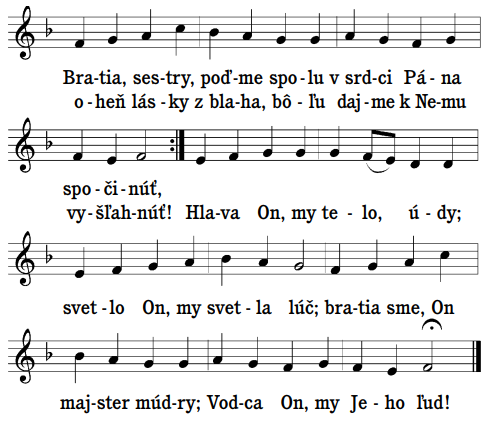 Bra-tia, ses-try, poď-me spo-lu v srd-ci Pá-na
o-heň lás-ky z bla-ha, bô-ľu daj-me k Ne-mu
spo-či-núť,
vy-šľah-núť! Hla-va On, my te-lo, ú-dy;
svet-lo On, my svet-la lúč; bra-tia sme, On
maj-ster múd-ry; Vod-ca On, my Je-ho ľud!